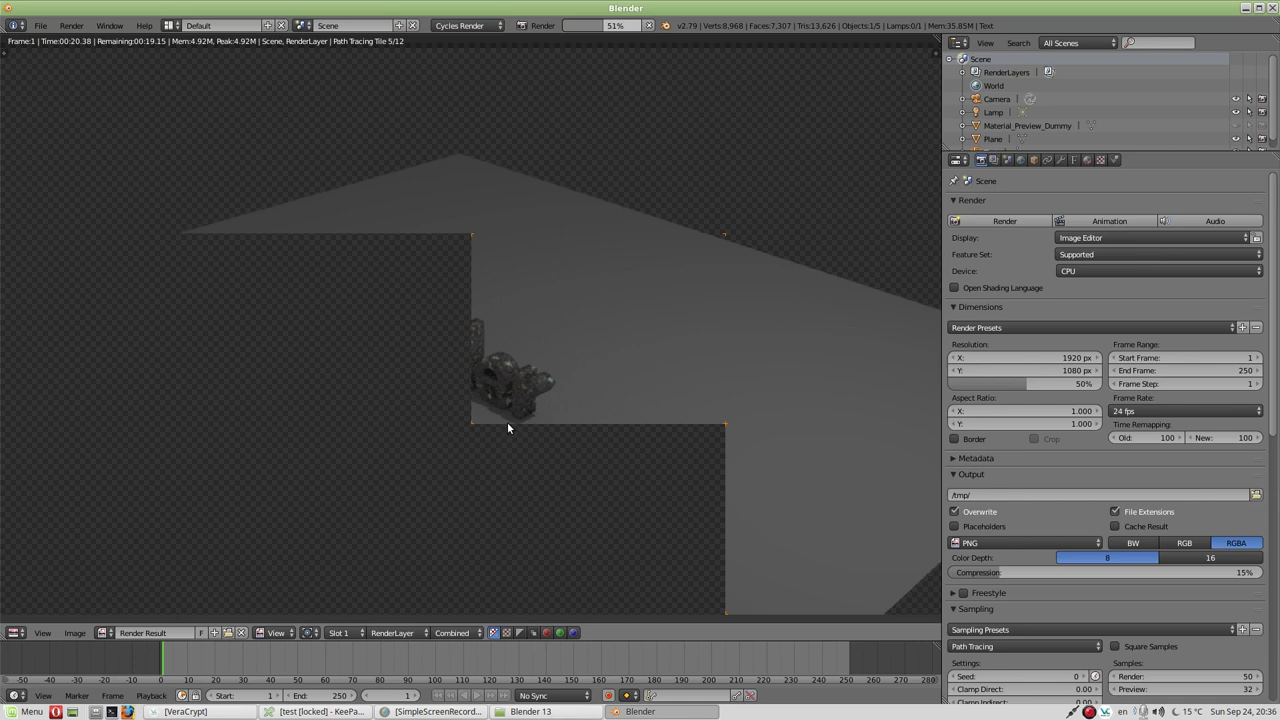 Blender
File Render Window Help Default Scene Cycles Render Render 51% v2.79 | Verts:8,968 | Faces:7,307 | Tris:13,626 | Objects:1/5 | Lamps:0/1 | Mem:35.85M | Text
Frame:1 | Time:00:20.38 | Remaining:00:19.15 | Mem:4.92M, Peak:4.92M | Scene, RenderLayer | Path Tracing Tile 5/12
View Search All Scenes
Scene
RenderLayers
World
Camera
Lamp
Material_Preview_Dummy
Plane
Scene
Render
Render Animation Audio
Display: Image Editor
Feature Set: Supported
Device: CPU
Open Shading Language
Dimensions
Render Presets
Resolution: Frame Range:
X: 1920 px Start Frame: 1
Y: 1080 px End Frame: 250
50% Frame Step: 1
Aspect Ratio: Frame Rate:
X: 1.000 24 fps
Y: 1.000 Time Remapping:
Border Crop Old: 100 New: 100
Metadata
Output
/tmp/
Overwrite File Extensions
Placeholders Cache Result
PNG BW RGB RGBA
Color Depth: 8 16
Compression: 15%
Freestyle
Sampling
Sampling Presets
Path Tracing Square Samples
Settings: Samples:
Seed: 0 Render: 50
Clamp Direct: 0.00 Preview: 32
View Image Render Result F View Slot 1 RenderLayer Combined
-50 -40 -30 -20 -10 0 10 20 30 40 50 60 70 80 90 100 110 120 130 140 150 160 170 180 190 200 210 220 230 240 250 260 270 280
View Marker Frame Playback Start: 1 End: 250 1 No Sync
Menu [VeraCrypt] [test [locked] - KeePa... [SimpleScreenRecord... Blender 13 Blender en 15 °C Sun Sep 24, 20:36